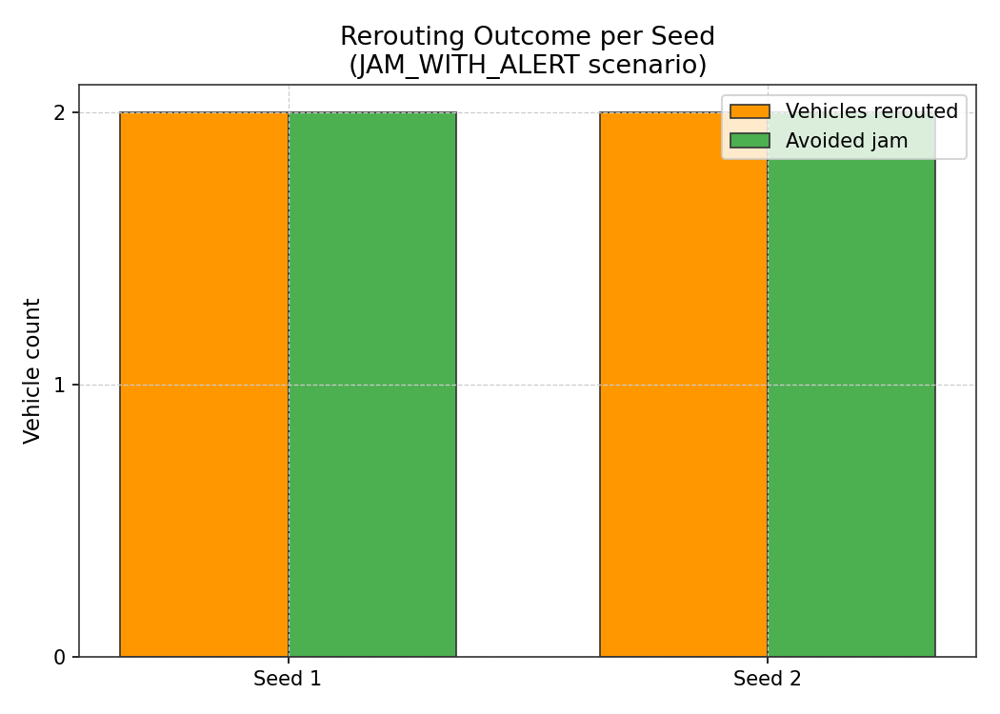 Rerouting Outcome per Seed
(JAM_WITH_ALERT scenario)
Vehicles rerouted
Avoided jam
Vehicle count
2
1
0
Seed 1
Seed 2